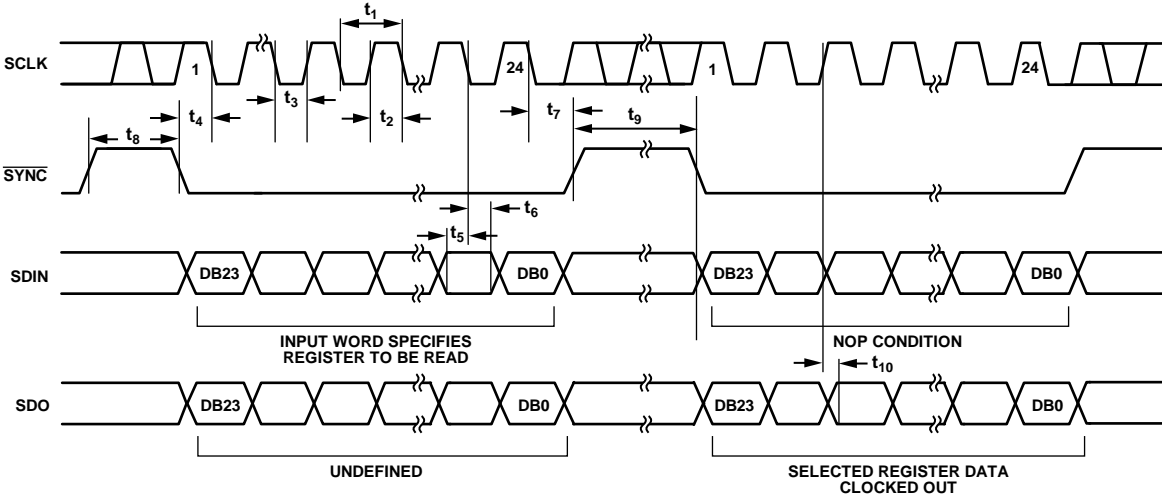 t1
SCLK
1
24
1
24
t4
t3
t2
t7
t9
t8
SYNC
t6
t5
SDIN
DB23
DB0
DB23
DB0
INPUT WORD SPECIFIES
REGISTER TO BE READ
NOP CONDITION
t10
SDO
DB23
DB0
DB23
DB0
UNDEFINED
SELECTED REGISTER DATA
CLOCKED OUT